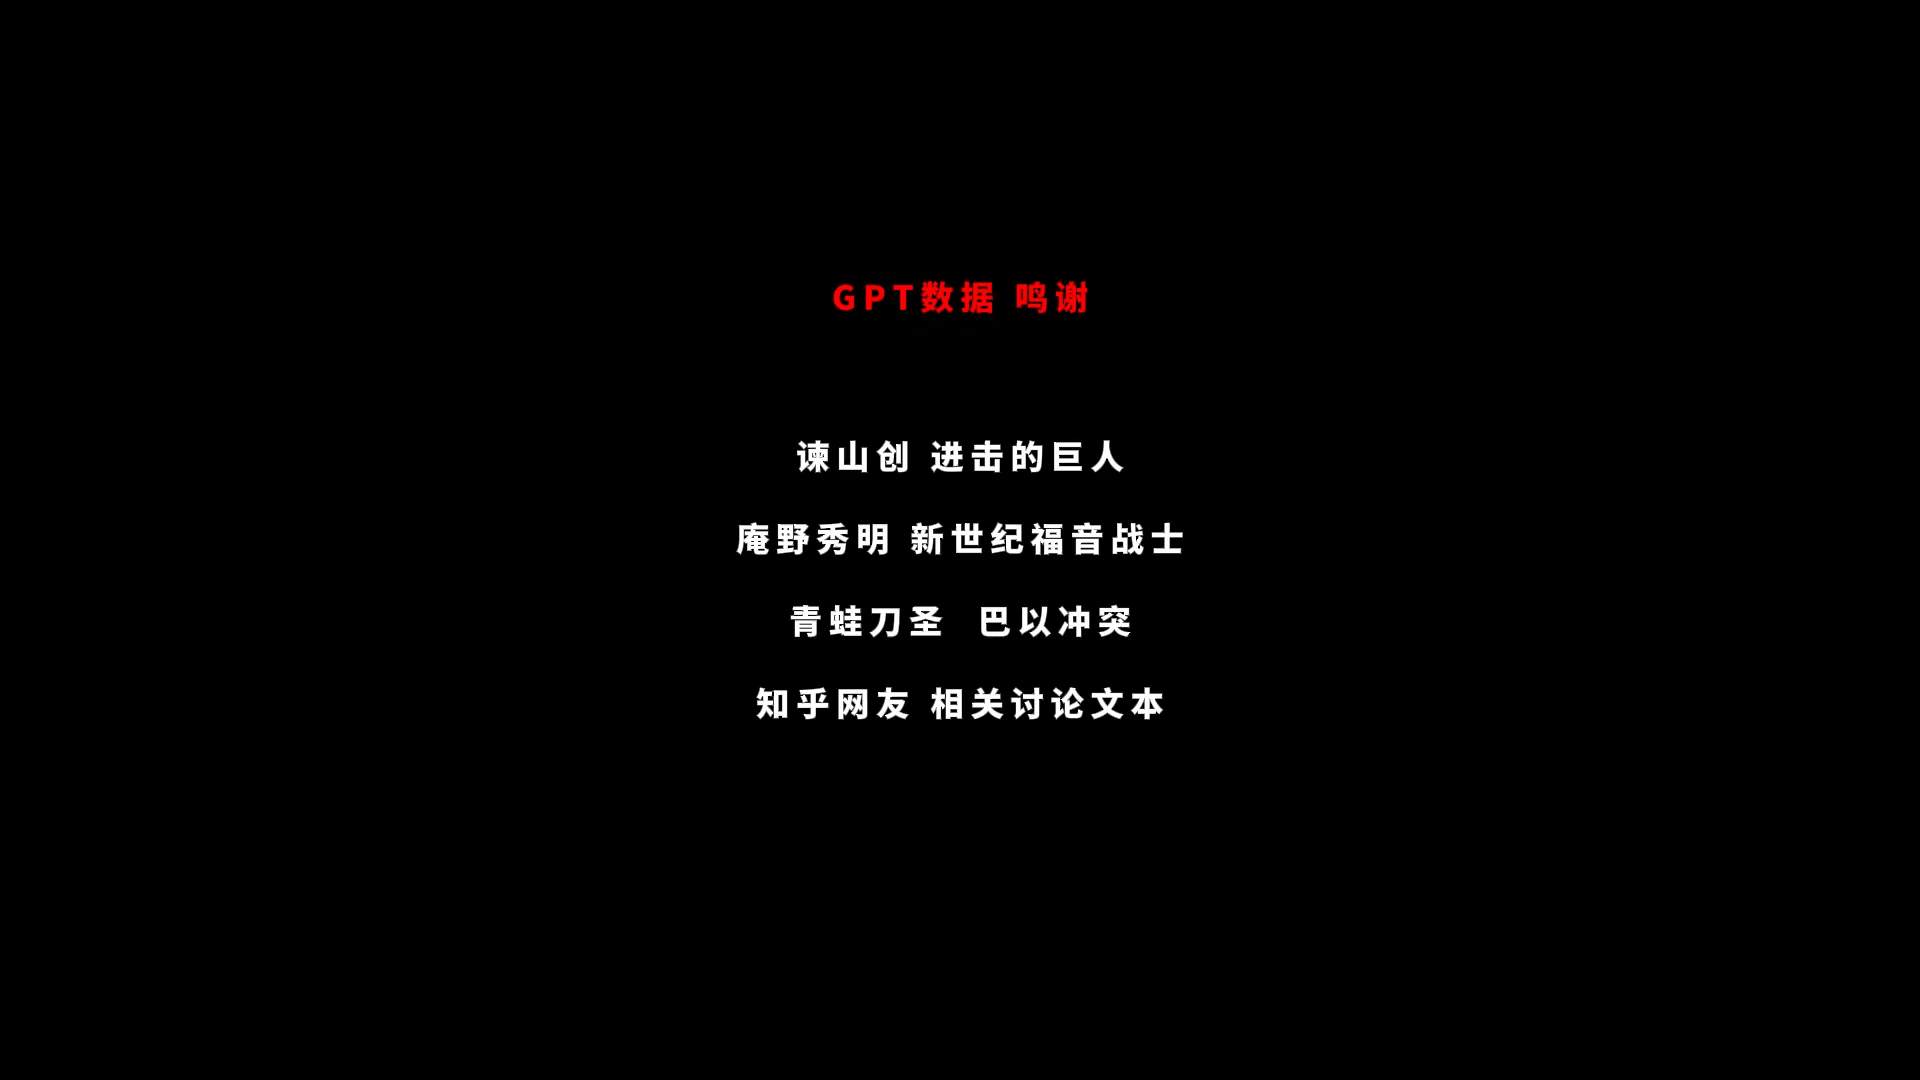 GPT数据 鸣谢
谏山创 进击的巨人
庵野秀明 新世纪福音战士
青蛙刀圣 巴以冲突
知乎网友 相关讨论文本